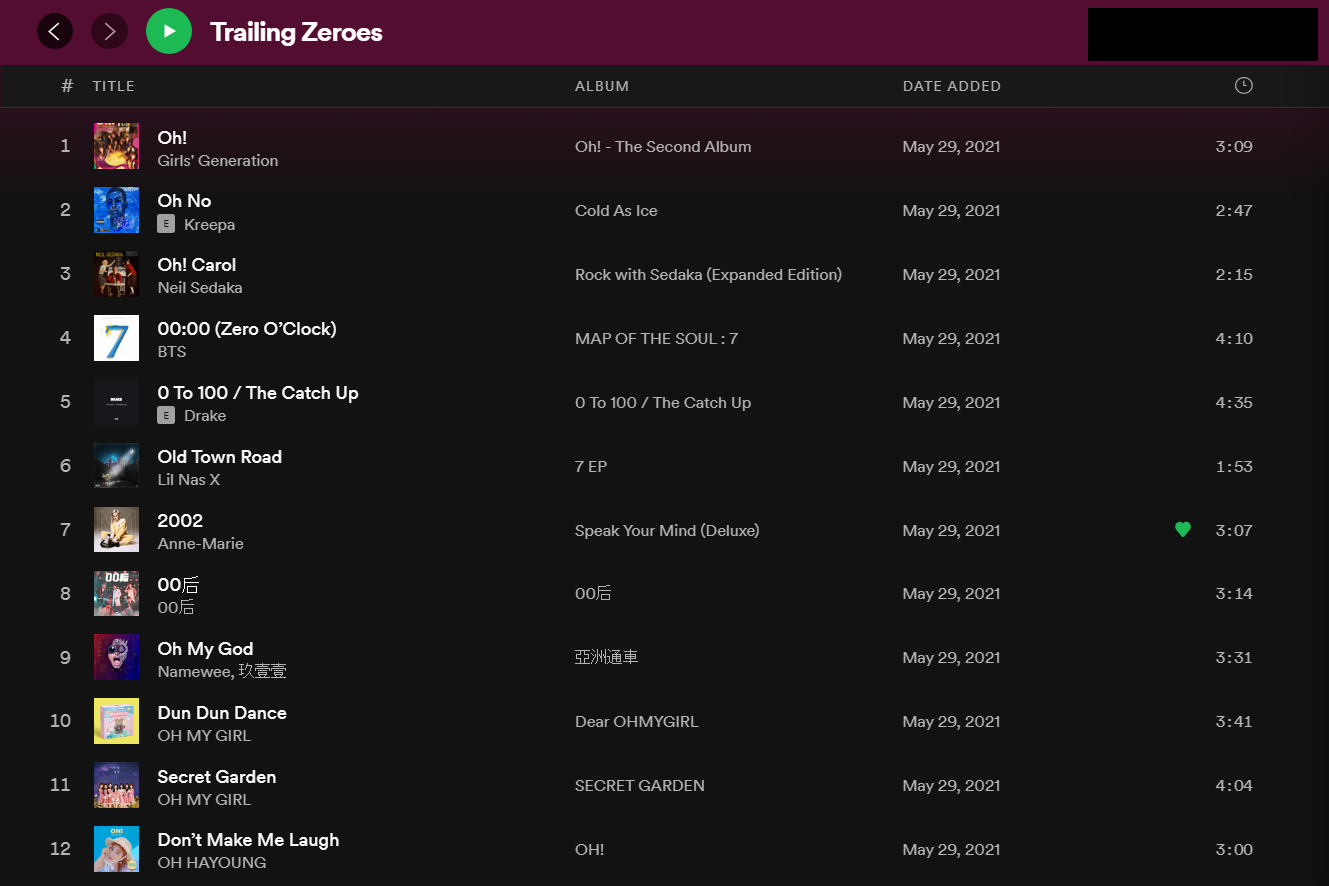 Trailing Zeroes
# TITLE ALBUM DATE ADDED
1 Oh! Oh! - The Second Album May 29, 2021 3:09
Girls' Generation
2 Oh No Cold As Ice May 29, 2021 2:47
E Kreepa
3 Oh! Carol Rock with Sedaka (Expanded Edition) May 29, 2021 2:15
Neil Sedaka
4 00:00 (Zero O’Clock) MAP OF THE SOUL : 7 May 29, 2021 4:10
BTS
5 0 To 100 / The Catch Up 0 To 100 / The Catch Up May 29, 2021 4:35
E Drake
6 Old Town Road 7 EP May 29, 2021 1:53
Lil Nas X
7 2002 Speak Your Mind (Deluxe) May 29, 2021 3:07
Anne-Marie
8 00后 00后 May 29, 2021 3:14
00后
9 Oh My God 亞洲通車 May 29, 2021 3:31
Namewee, 玖壹壹
10 Dun Dun Dance Dear OHMYGIRL May 29, 2021 3:41
OH MY GIRL
11 Secret Garden SECRET GARDEN May 29, 2021 4:04
OH MY GIRL
12 Don’t Make Me Laugh OH! May 29, 2021 3:00
OH HAYOUNG